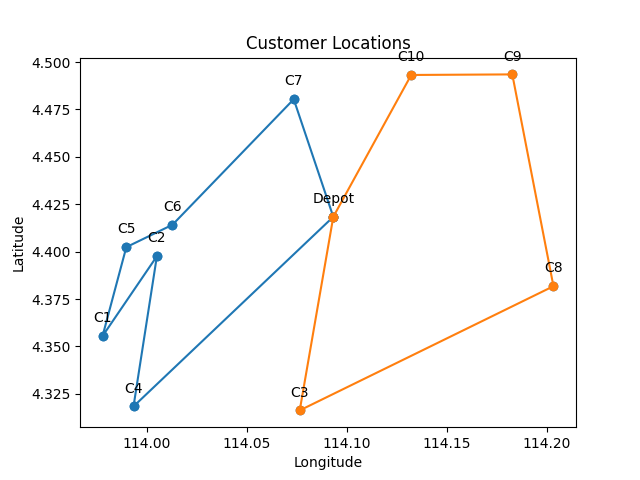 Customer Locations
C10
C9
4.500
C7
4.475
4.450
Depot
C6
4.425
C5
C2
4.400
C8
4.375
C1
4.350
C4
C3
4.325
114.00
114.05
114.10
114.15
114.20
Longitude
Latitude